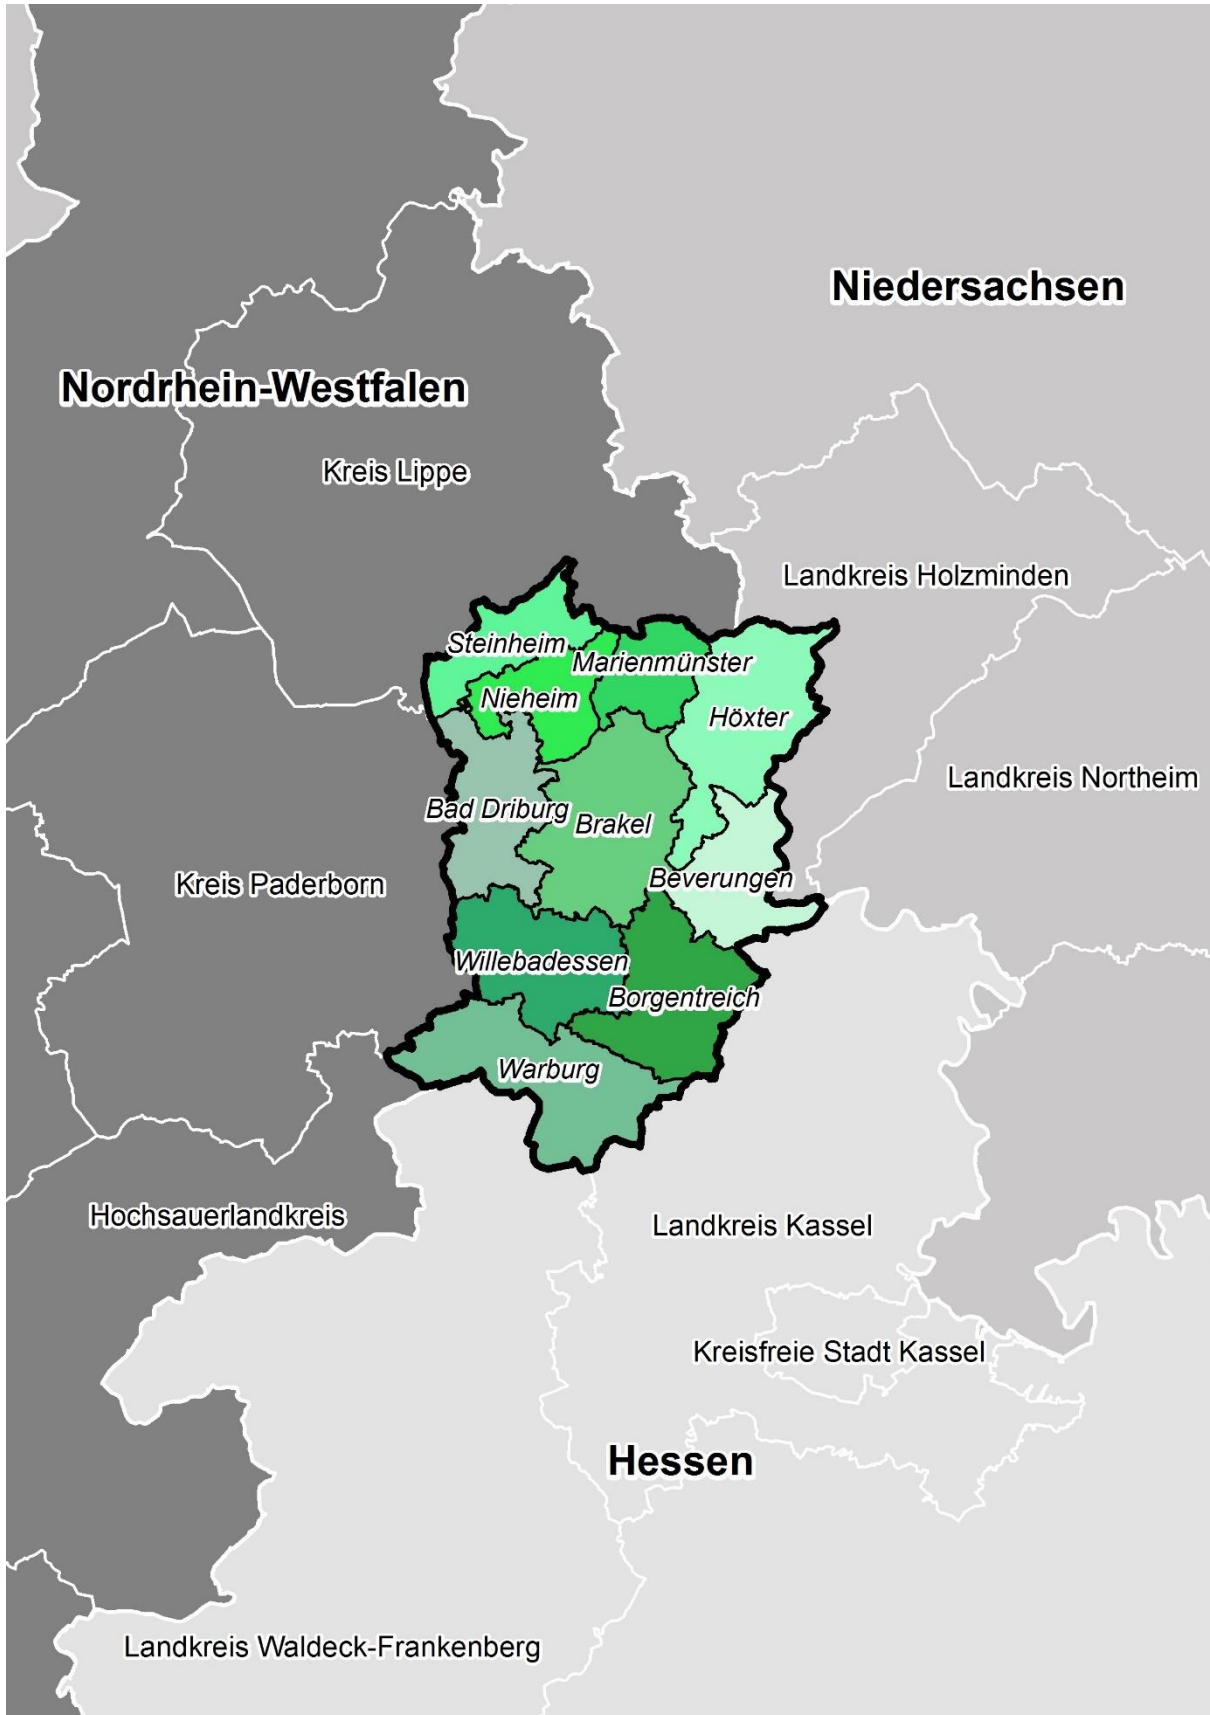 Niedersachsen
Nordrhein-Westfalen
Kreis Lippe
Landkreis Holzminden
Steinheim
Marienmünster
Nieheim
Höxter
Landkreis Northeim
Bad Driburg
Brakel
Kreis Paderborn
Beverungen
Willebadessen
Borgentreich
Warburg
Hochsauerlandkreis
Landkreis Kassel
Kreisfreie Stadt Kassel
Hessen
Landkreis Waldeck-Frankenberg